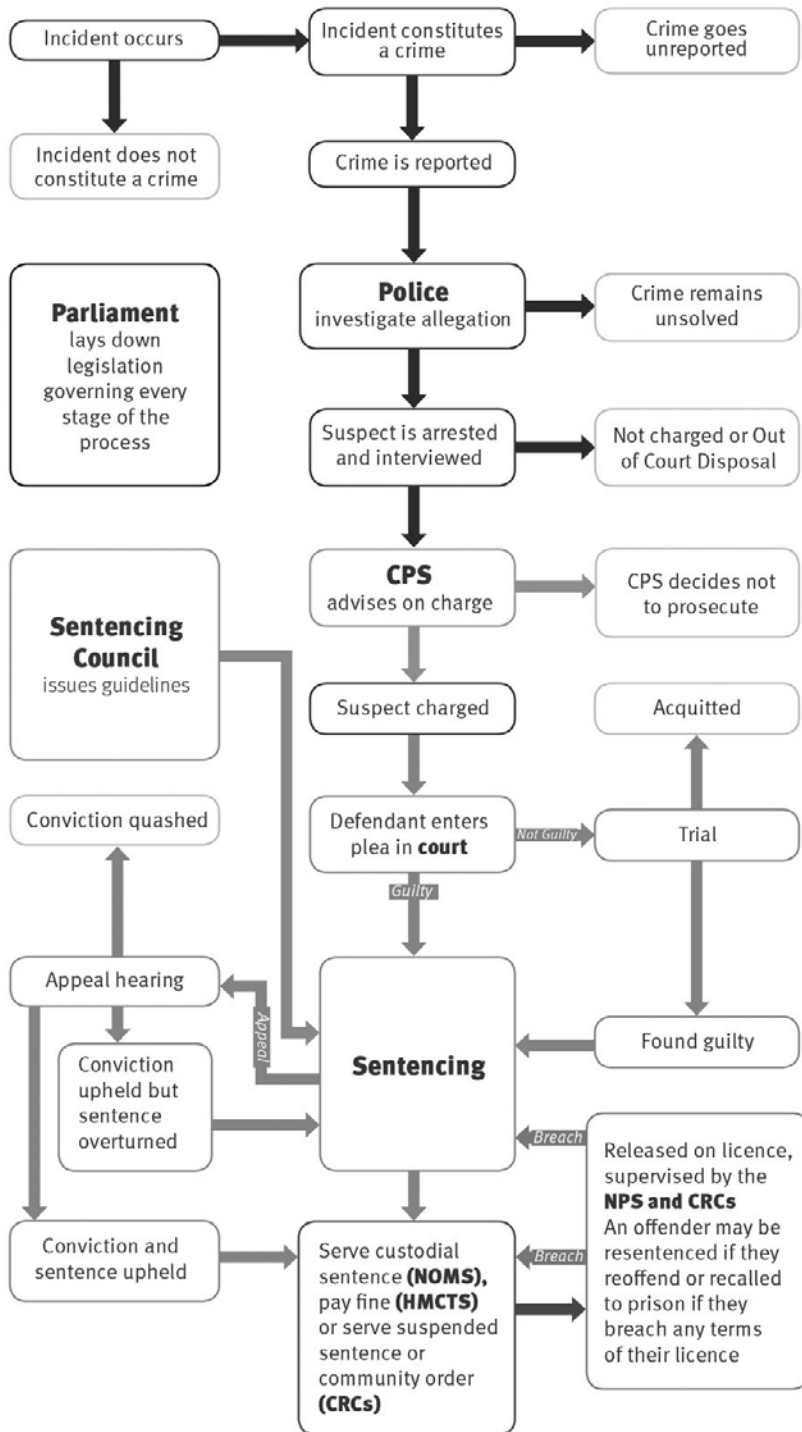 Incident occurs
Incident constitutes
a crime
Crime goes
unreported
Incident does not
constitute a crime
Crime is reported
Parliament
lays down
legislation
governing every
stage of the
process
Police
investigate allegation
Crime remains
unsolved
Suspect is arrested
and interviewed
Not charged or Out
of Court Disposal
CPS
advises on charge
CPS decides not
to prosecute
Sentencing
Council
issues guidelines
Suspect charged
Acquitted
Conviction quashed
Defendant enters
plea in court
Not Guilty
Trial
Guilty
Appeal hearing
Appeal
Found guilty
Sentencing
Conviction
upheld but
sentence
overturned
Breach
Released on licence,
supervised by the
NPS and CRCs
An offender may be
resentenced if they
reoffend or recalled
to prison if they
breach any terms
of their licence
Breach
Conviction and
sentence upheld
Serve custodial
sentence (NOMS),
pay fine (HMCTS)
or serve suspended
sentence or
community order
(CRCs)